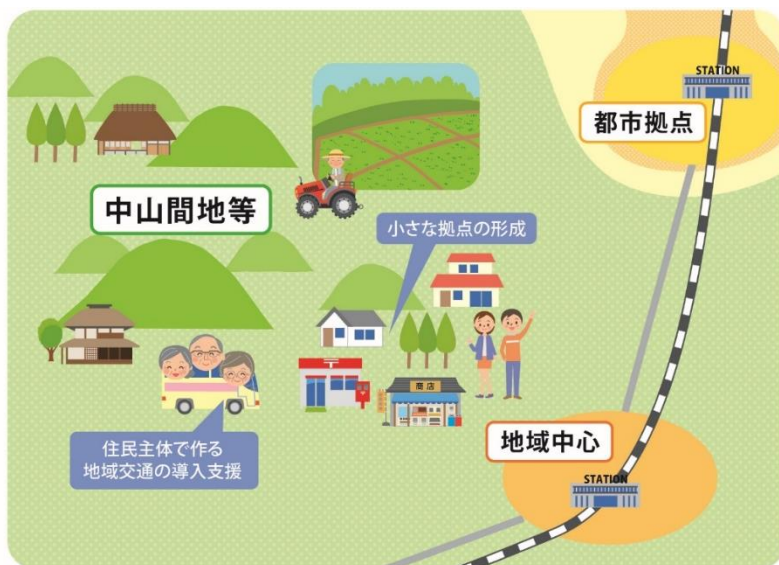 STATION
都市拠点
中山間地等
小さな拠点の形成
商店
住民主体で作る
地域交通の導入支援
地域中心
STATION